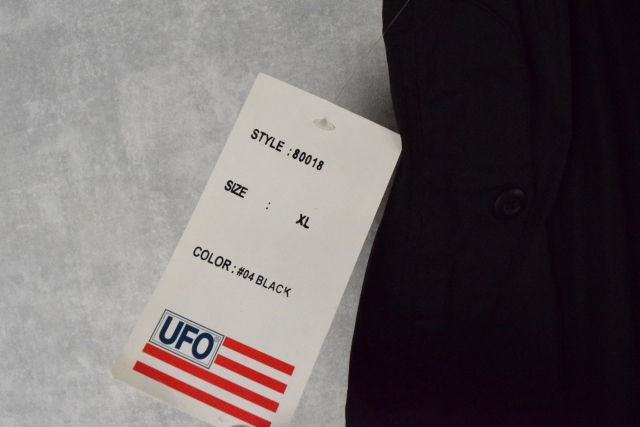 STYLE : 80018
SIZE : XL
COLOR : #04 BLACK
UFO